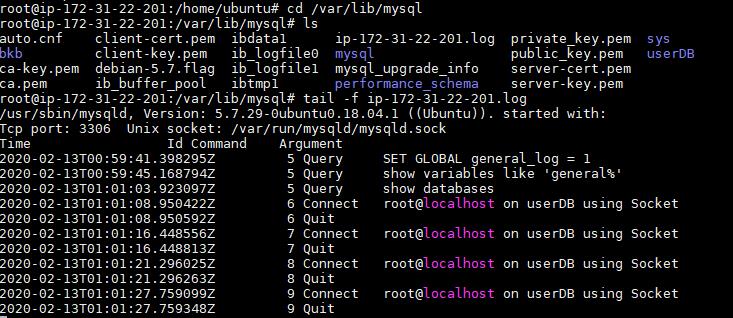 root@ip-172-31-22-201:/home/ubuntu# cd /var/lib/mysql
root@ip-172-31-22-201:/var/lib/mysql# ls
auto.cnf    client-cert.pem  ibdata1      ip-172-31-22-201.log  private_key.pem  sys
bkb         client-key.pem   ib_logfile0  mysql                 public_key.pem   userDB
ca-key.pem  debian-5.7.flag  ib_logfile1  mysql_upgrade_info    server-cert.pem
ca.pem      ib_buffer_pool   ibtmp1       performance_schema    server-key.pem
root@ip-172-31-22-201:/var/lib/mysql# tail -f ip-172-31-22-201.log
/usr/sbin/mysqld, Version: 5.7.29-0ubuntu0.18.04.1 ((Ubuntu)). started with:
Tcp port: 3306  Unix socket: /var/run/mysqld/mysqld.sock
Time                 Id Command    Argument
2020-02-13T00:59:41.398295Z         5 Query     SET GLOBAL general_log = 1
2020-02-13T00:59:45.168794Z         5 Query     show variables like 'general%'
2020-02-13T01:01:03.923097Z         5 Query     show databases
2020-02-13T01:01:08.950422Z         6 Connect   root@localhost on userDB using Socket
2020-02-13T01:01:08.950592Z         6 Quit
2020-02-13T01:01:16.448556Z         7 Connect   root@localhost on userDB using Socket
2020-02-13T01:01:16.448813Z         7 Quit
2020-02-13T01:01:21.296025Z         8 Connect   root@localhost on userDB using Socket
2020-02-13T01:01:21.296263Z         8 Quit
2020-02-13T01:01:27.759099Z         9 Connect   root@localhost on userDB using Socket
2020-02-13T01:01:27.759348Z         9 Quit